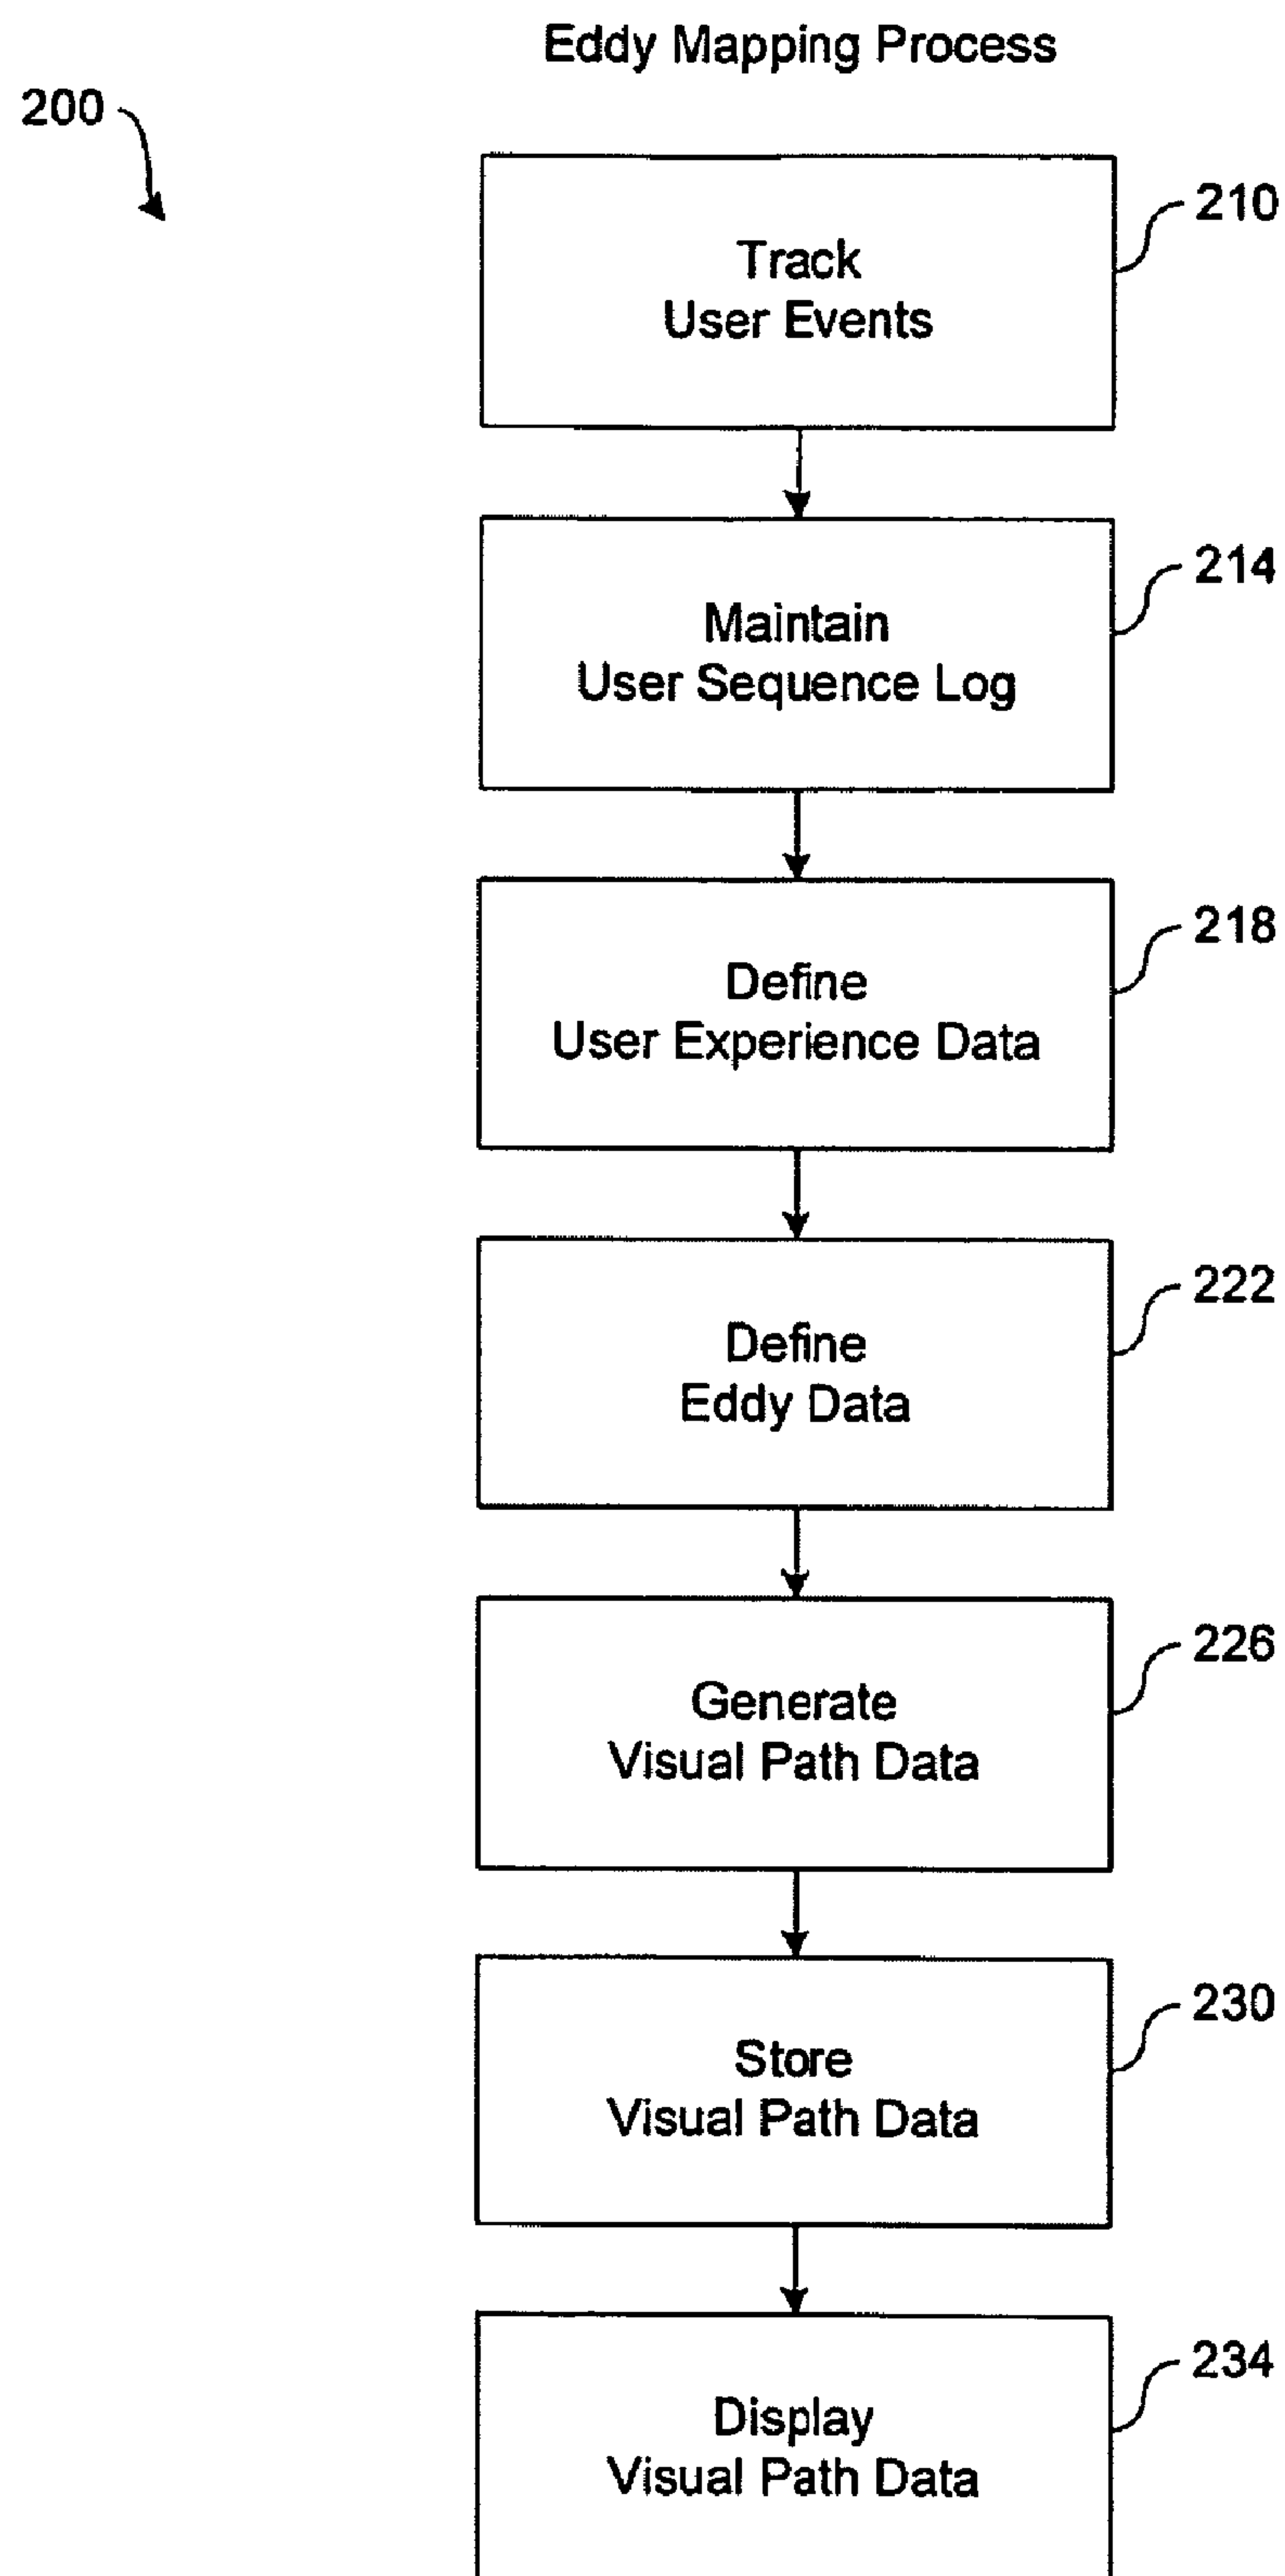 Eddy Mapping Process
200
Track
User Events
210
Maintain
User Sequence Log
214
Define
User Experience Data
218
Define
Eddy Data
222
Generate
Visual Path Data
226
Store
Visual Path Data
230
Display
Visual Path Data
234